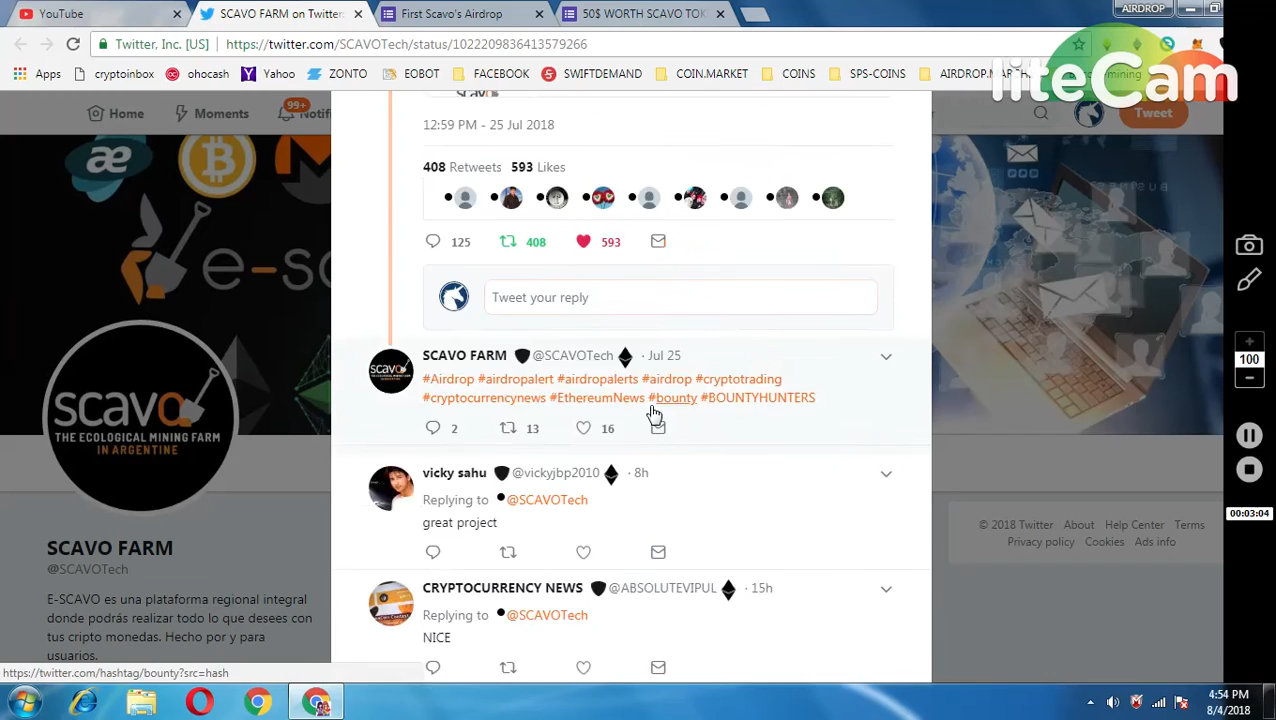 YouTube
SCAVO FARM on Twitter
First Scavo's Airdrop
50$ WORTH SCAVO TOK
AIRDROP
Twitter, Inc. [US]
https://twitter.com/SCAVOTech/status/1022209836413579266
Apps
cryptoinbox
ohocash
Yahoo
ZONTO
EOBOT
FACEBOOK
SWIFTDEMAND
COIN.MARKET
COINS
SPS-COINS
liteCam
Home
Moments
99+
Notifi
Tweet
12:59 PM - 25 Jul 2018
408 Retweets 593 Likes
125 408 593
Tweet your reply
SCAVO FARM @SCAVOTech · Jul 25
#Airdrop #airdropalert #airdropalerts #airdrop #cryptotrading
#cryptocurrencynews #EthereumNews #bounty #BOUNTYHUNTERS
2 13 16
vicky sahu @vickyjbp2010 · 8h
Replying to @SCAVOTech
great project
CRYPTOCURRENCY NEWS @ABSOLUTEVIPUL · 15h
Replying to @SCAVOTech
NICE
e-sc
scavo
THE ECOLOGICAL MINING FARM
IN ARGENTINE
SCAVO FARM
@SCAVOTech
E-SCAVO es una plataforma regional integral
donde podrás realizar todo lo que desees con
tus cripto monedas. Hecho por y para
usuarios.
© 2018 Twitter About Help Center Terms
Privacy policy Cookies Ads info
100
00:03:04
https://twitter.com/hashtag/bounty?src=hash
4:54 PM
8/4/2018